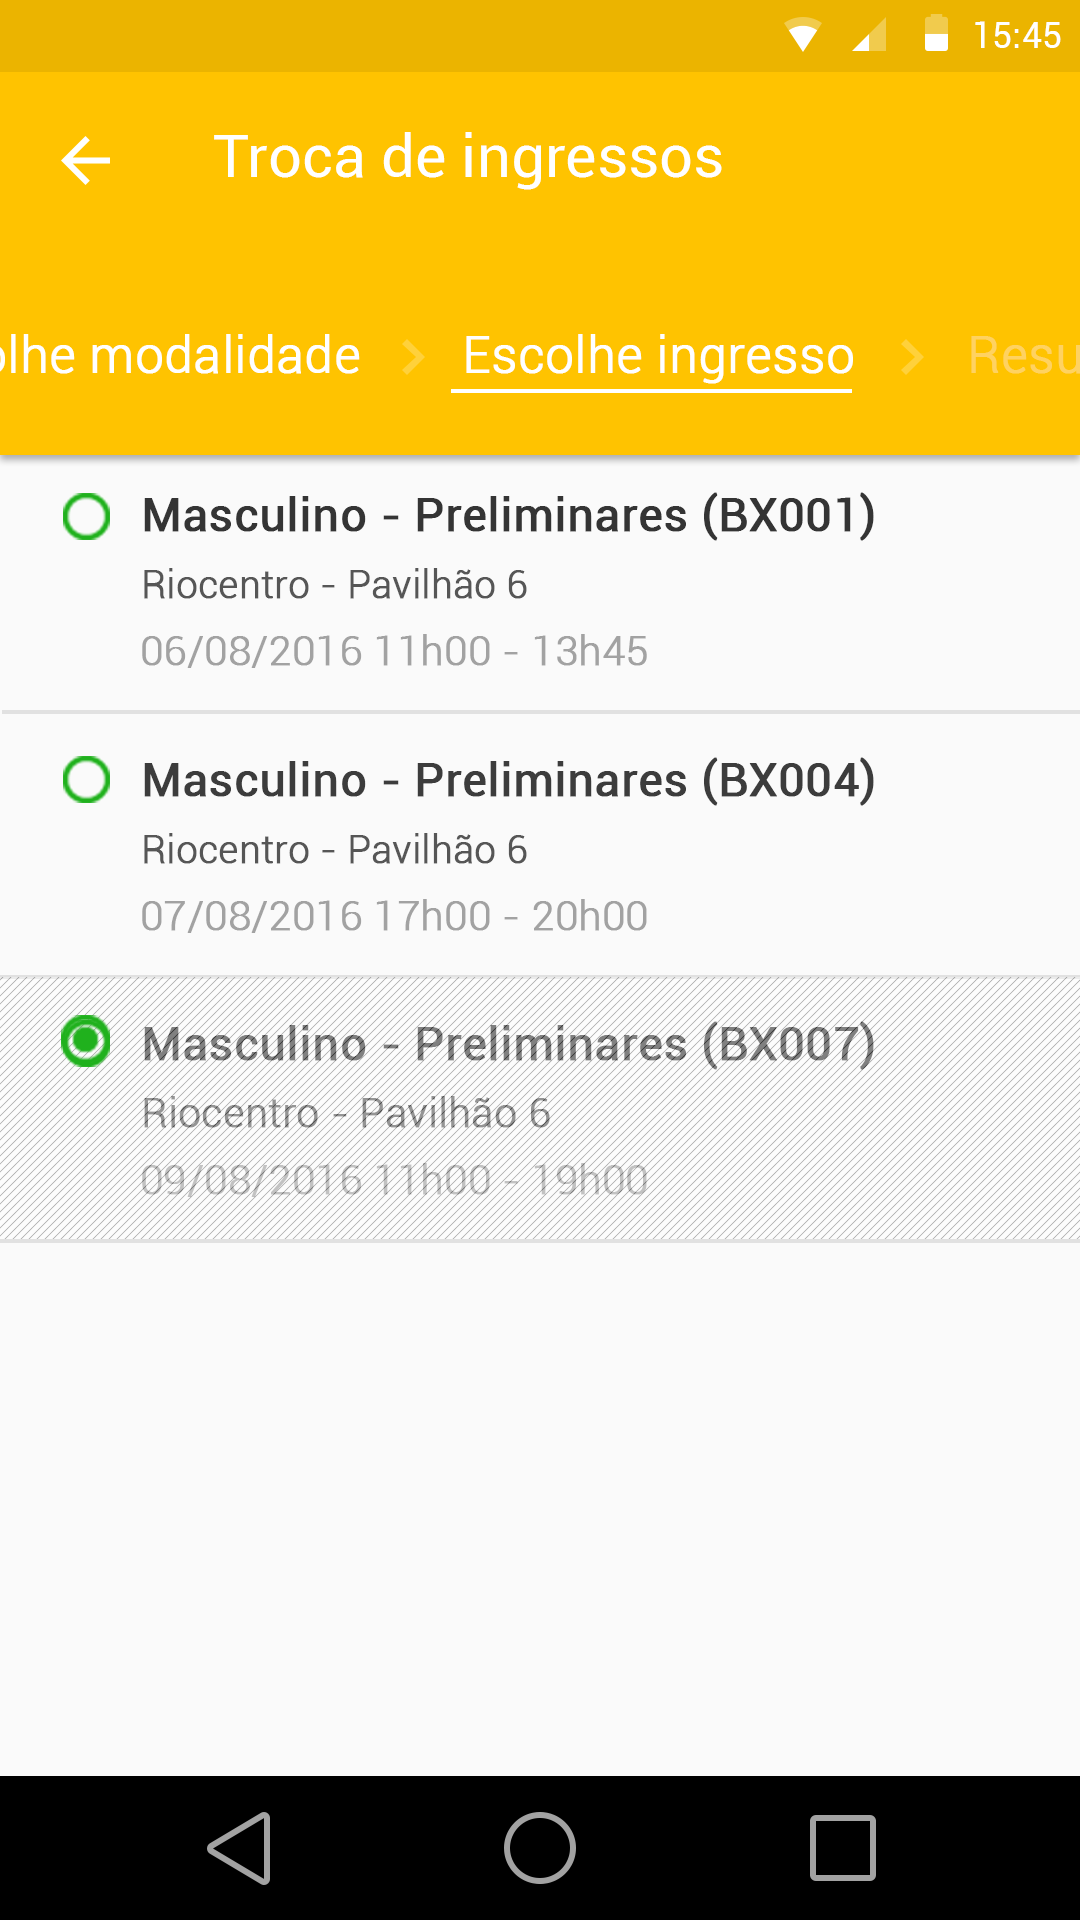 15:45
Troca de ingressos
olhe modalidade > Escolhe ingresso > Resu
Masculino - Preliminares (BX001)
Riocentro - Pavilhão 6
06/08/2016 11h00 - 13h45
Masculino - Preliminares (BX004)
Riocentro - Pavilhão 6
07/08/2016 17h00 - 20h00
Masculino - Preliminares (BX007)
Riocentro - Pavilhão 6
09/08/2016 11h00 - 19h00